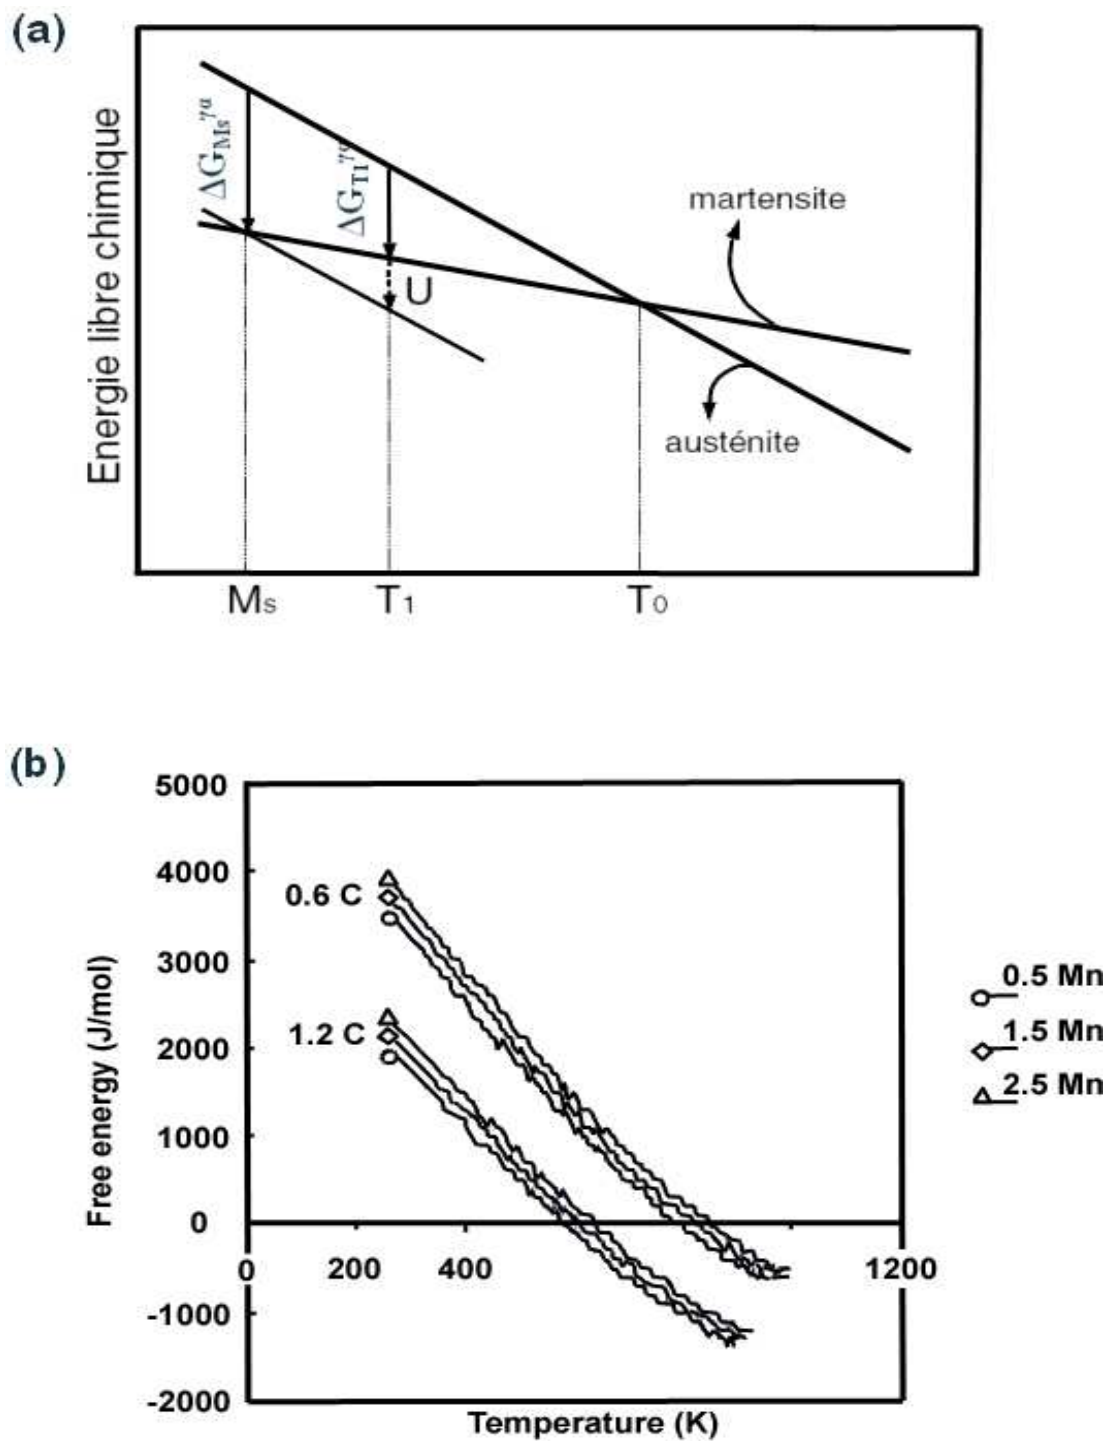 (a)
Energie libre chimique
ΔG_Ms^γα
ΔG_T1^γα
U
martensite
austénite
Ms
T1
T0
(b)
Free energy (J/mol)
5000
4000
3000
2000
1000
0
-1000
-2000
0.6 C
1.2 C
0
200
400
1200
Temperature (K)
0.5 Mn
1.5 Mn
2.5 Mn